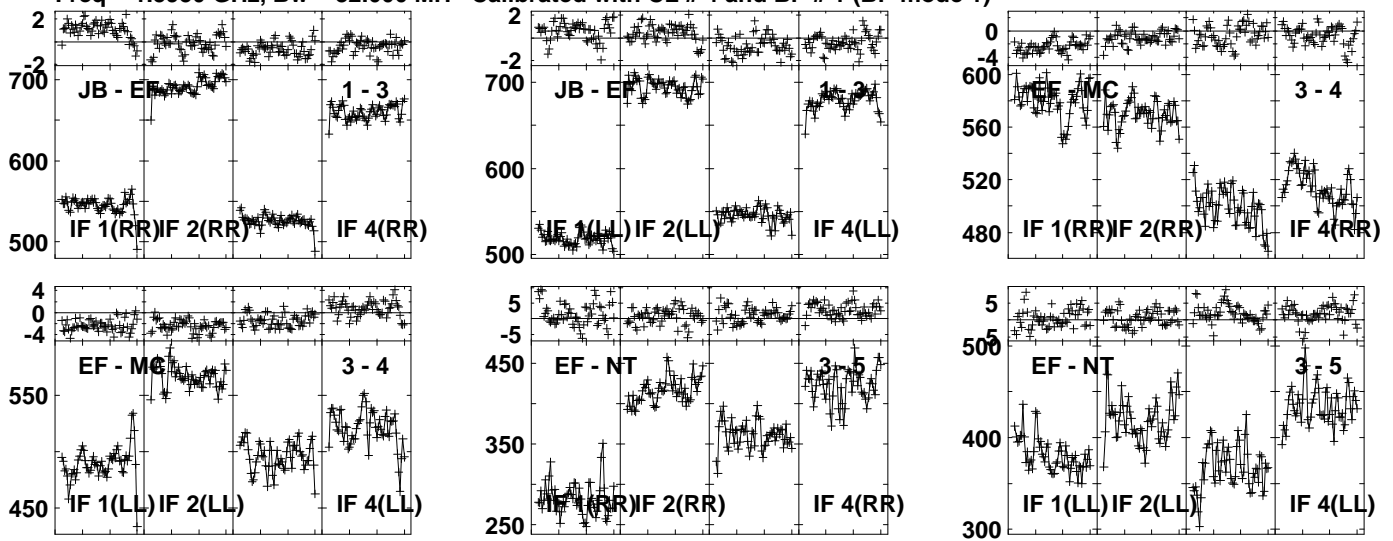 Freq = GHz, Bw = MH Calibrated with CL # and BP # (BP mode 1)
2
-2
700
600
500
JB - EF
1 - 3
IF 1(RR)
IF 2(RR)
IF 4(RR)
2
0
-2
700
600
500
JB - EF
1 - 3
IF 1(LL)
IF 2(LL)
IF 4(LL)
0
-4
600
560
520
480
EF - MC
3 - 4
IF 1(RR)
IF 2(RR)
IF 4(RR)
4
0
-4
550
450
EF - MC
3 - 4
IF 1(LL)
IF 2(LL)
IF 4(LL)
5
-5
450
350
250
EF - NT
3 - 5
IF 1(RR)
IF 2(RR)
IF 4(RR)
5
5
500
400
300
EF - NT
3 - 5
IF 1(LL)
IF 2(LL)
IF 4(LL)